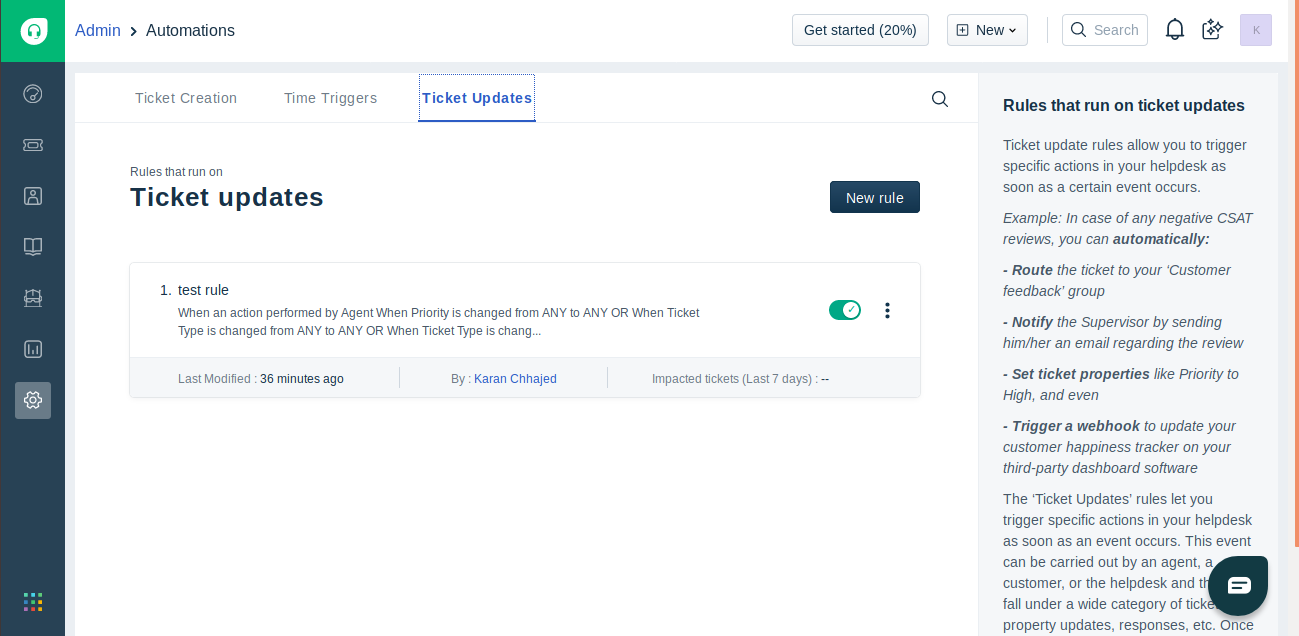 Admin > Automations
Get started (20%)
New
Search
K
Ticket Creation
Time Triggers
Ticket Updates
Rules that run on
Ticket updates
New rule
1. test rule
When an action performed by Agent When Priority is changed from ANY to ANY OR When Ticket
Type is changed from ANY to ANY OR When Ticket Type is chang...
Last Modified : 36 minutes ago
By : Karan Chhajed
Impacted tickets (Last 7 days) : --
Rules that run on ticket updates
Ticket update rules allow you to trigger
specific actions in your helpdesk as
soon as a certain event occurs.
Example: In case of any negative CSAT
reviews, you can automatically:
- Route the ticket to your ‘Customer
feedback’ group
- Notify the Supervisor by sending
him/her an email regarding the review
- Set ticket properties like Priority to
High, and even
- Trigger a webhook to update your
customer happiness tracker on your
third-party dashboard software
The ‘Ticket Updates’ rules let you
trigger specific actions in your helpdesk
as soon as an event occurs. This event
can be carried out by an agent, a
customer, or the helpdesk and
fall under a wide category of
property updates, responses, etc. Once